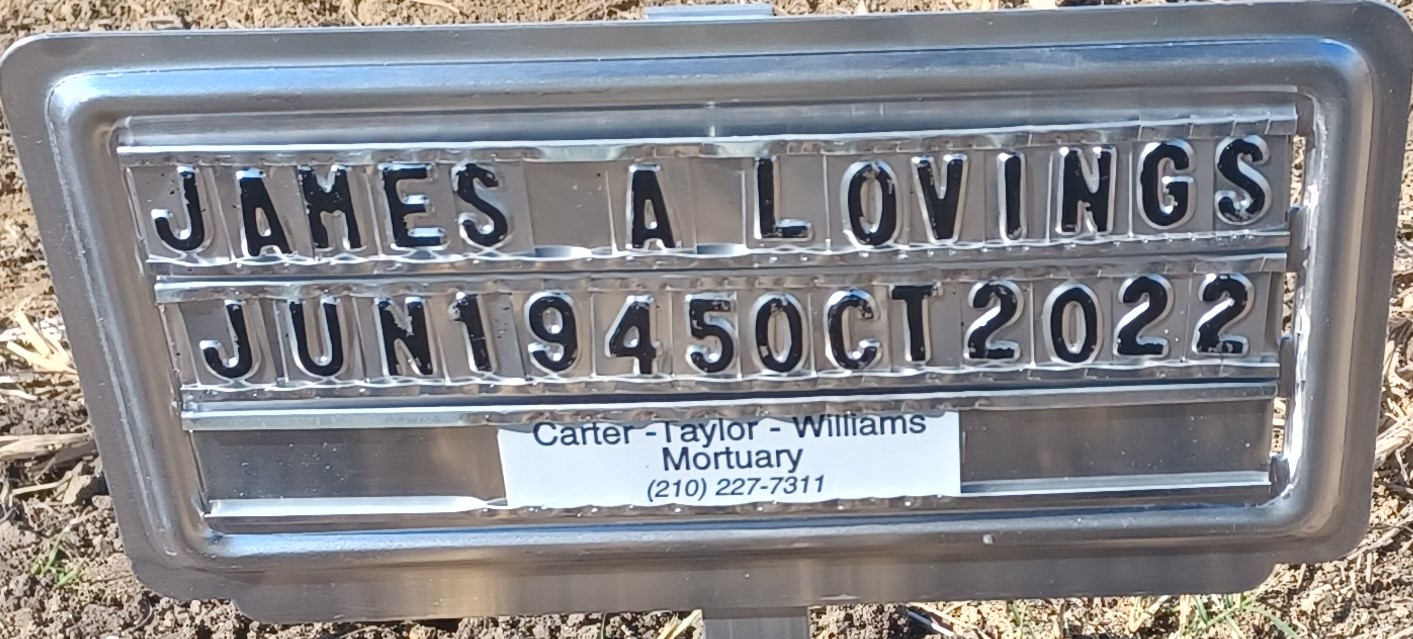 JAMES A LOVINGS
JUN1945OCT2022
Carter -Taylor - Williams
Mortuary
(210) 227-7311